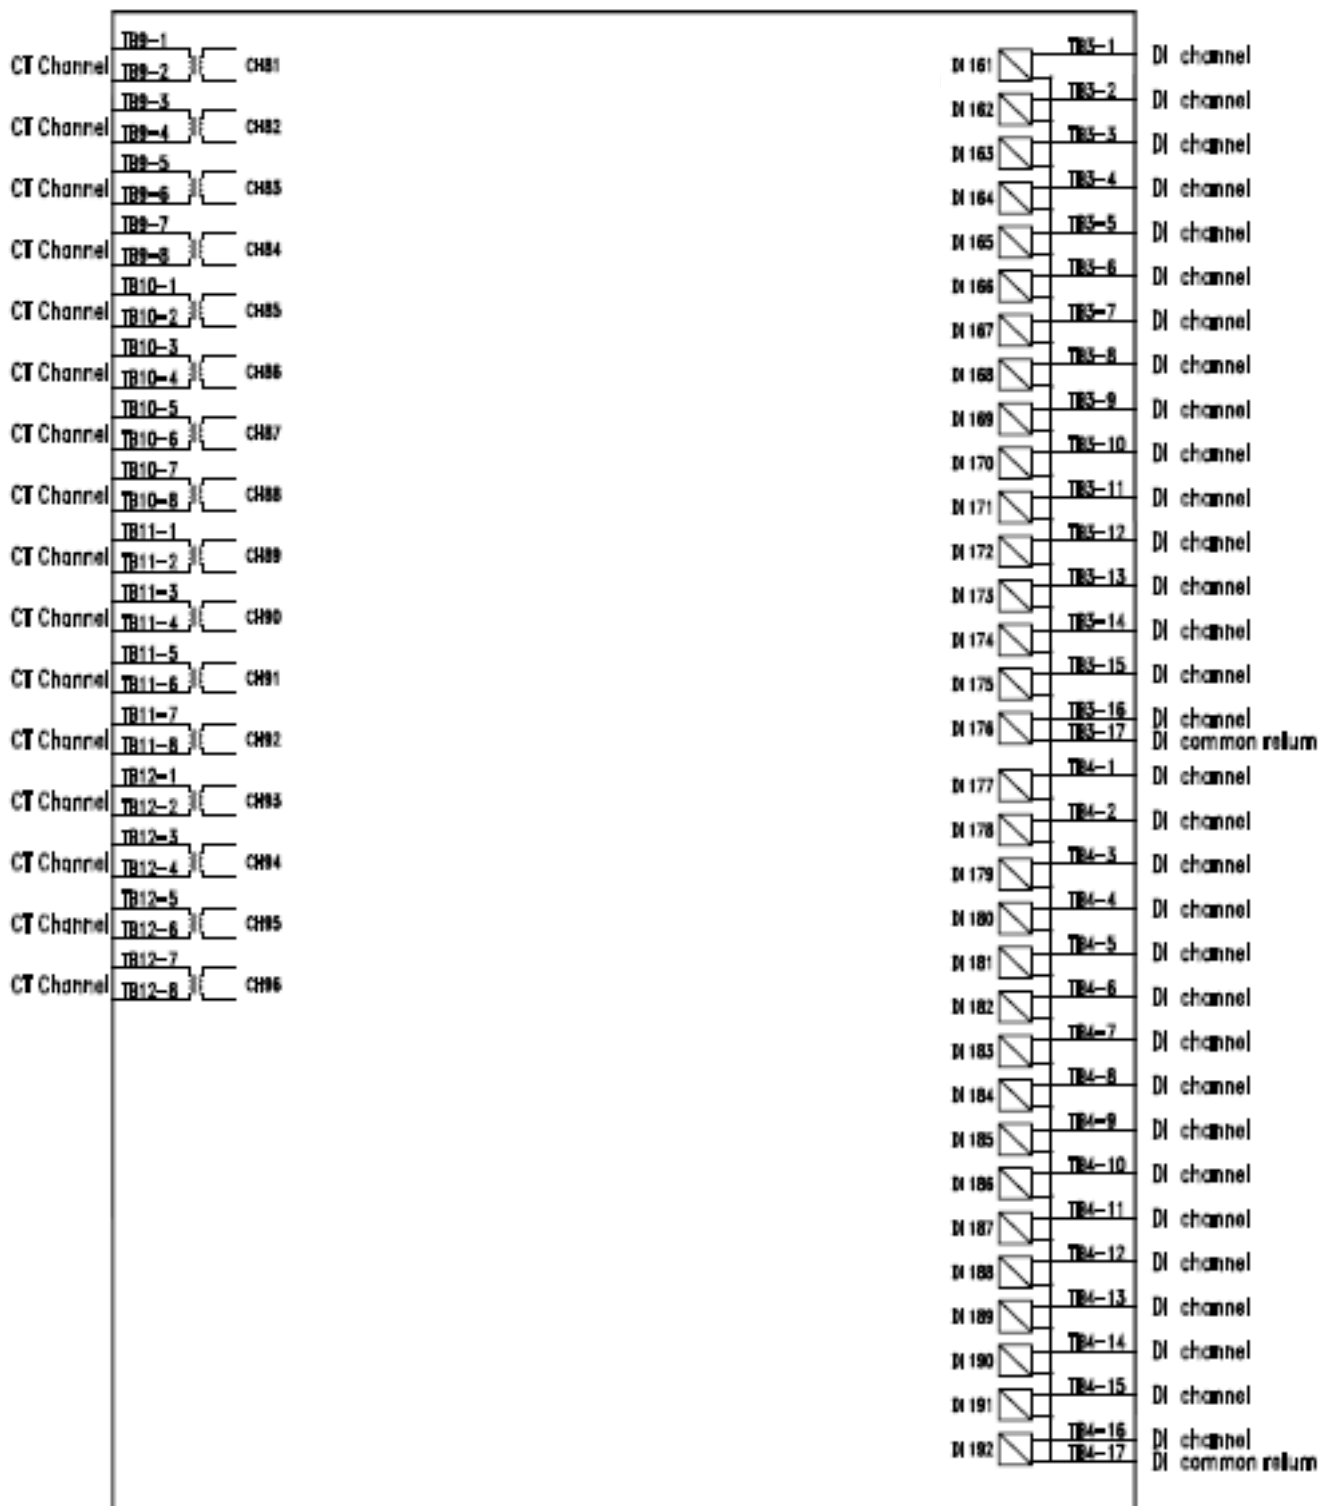 TB9-1
CT Channel TB9-2 CH81
TB9-3
CT Channel TB9-4 CH82
TB9-5
CT Channel TB9-6 CH83
TB9-7
CT Channel TB9-8 CH84
TB10-1
CT Channel TB10-2 CH85
TB10-3
CT Channel TB10-4 CH86
TB10-5
CT Channel TB10-6 CH87
TB10-7
CT Channel TB10-8 CH88
TB11-1
CT Channel TB11-2 CH89
TB11-3
CT Channel TB11-4 CH90
TB11-5
CT Channel TB11-6 CH91
TB11-7
CT Channel TB11-8 CH92
TB12-1
CT Channel TB12-2 CH93
TB12-3
CT Channel TB12-4 CH94
TB12-5
CT Channel TB12-6 CH95
TB12-7
CT Channel TB12-8 CH96
DI 161 TB3-1 DI channel
DI 162 TB3-2 DI channel
DI 163 TB3-3 DI channel
DI 164 TB3-4 DI channel
DI 165 TB3-5 DI channel
DI 166 TB3-6 DI channel
DI 167 TB3-7 DI channel
DI 168 TB3-8 DI channel
DI 169 TB3-9 DI channel
DI 170 TB3-10 DI channel
DI 171 TB3-11 DI channel
DI 172 TB3-12 DI channel
DI 173 TB3-13 DI channel
DI 174 TB3-14 DI channel
DI 175 TB3-15 DI channel
DI 176 TB3-16 DI channel
TB3-17 DI common return
DI 177 TB4-1 DI channel
DI 178 TB4-2 DI channel
DI 179 TB4-3 DI channel
DI 180 TB4-4 DI channel
DI 181 TB4-5 DI channel
DI 182 TB4-6 DI channel
DI 183 TB4-7 DI channel
DI 184 TB4-8 DI channel
DI 185 TB4-9 DI channel
DI 186 TB4-10 DI channel
DI 187 TB4-11 DI channel
DI 188 TB4-12 DI channel
DI 189 TB4-13 DI channel
DI 190 TB4-14 DI channel
DI 191 TB4-15 DI channel
DI 192 TB4-16 DI channel
TB4-17 DI common return